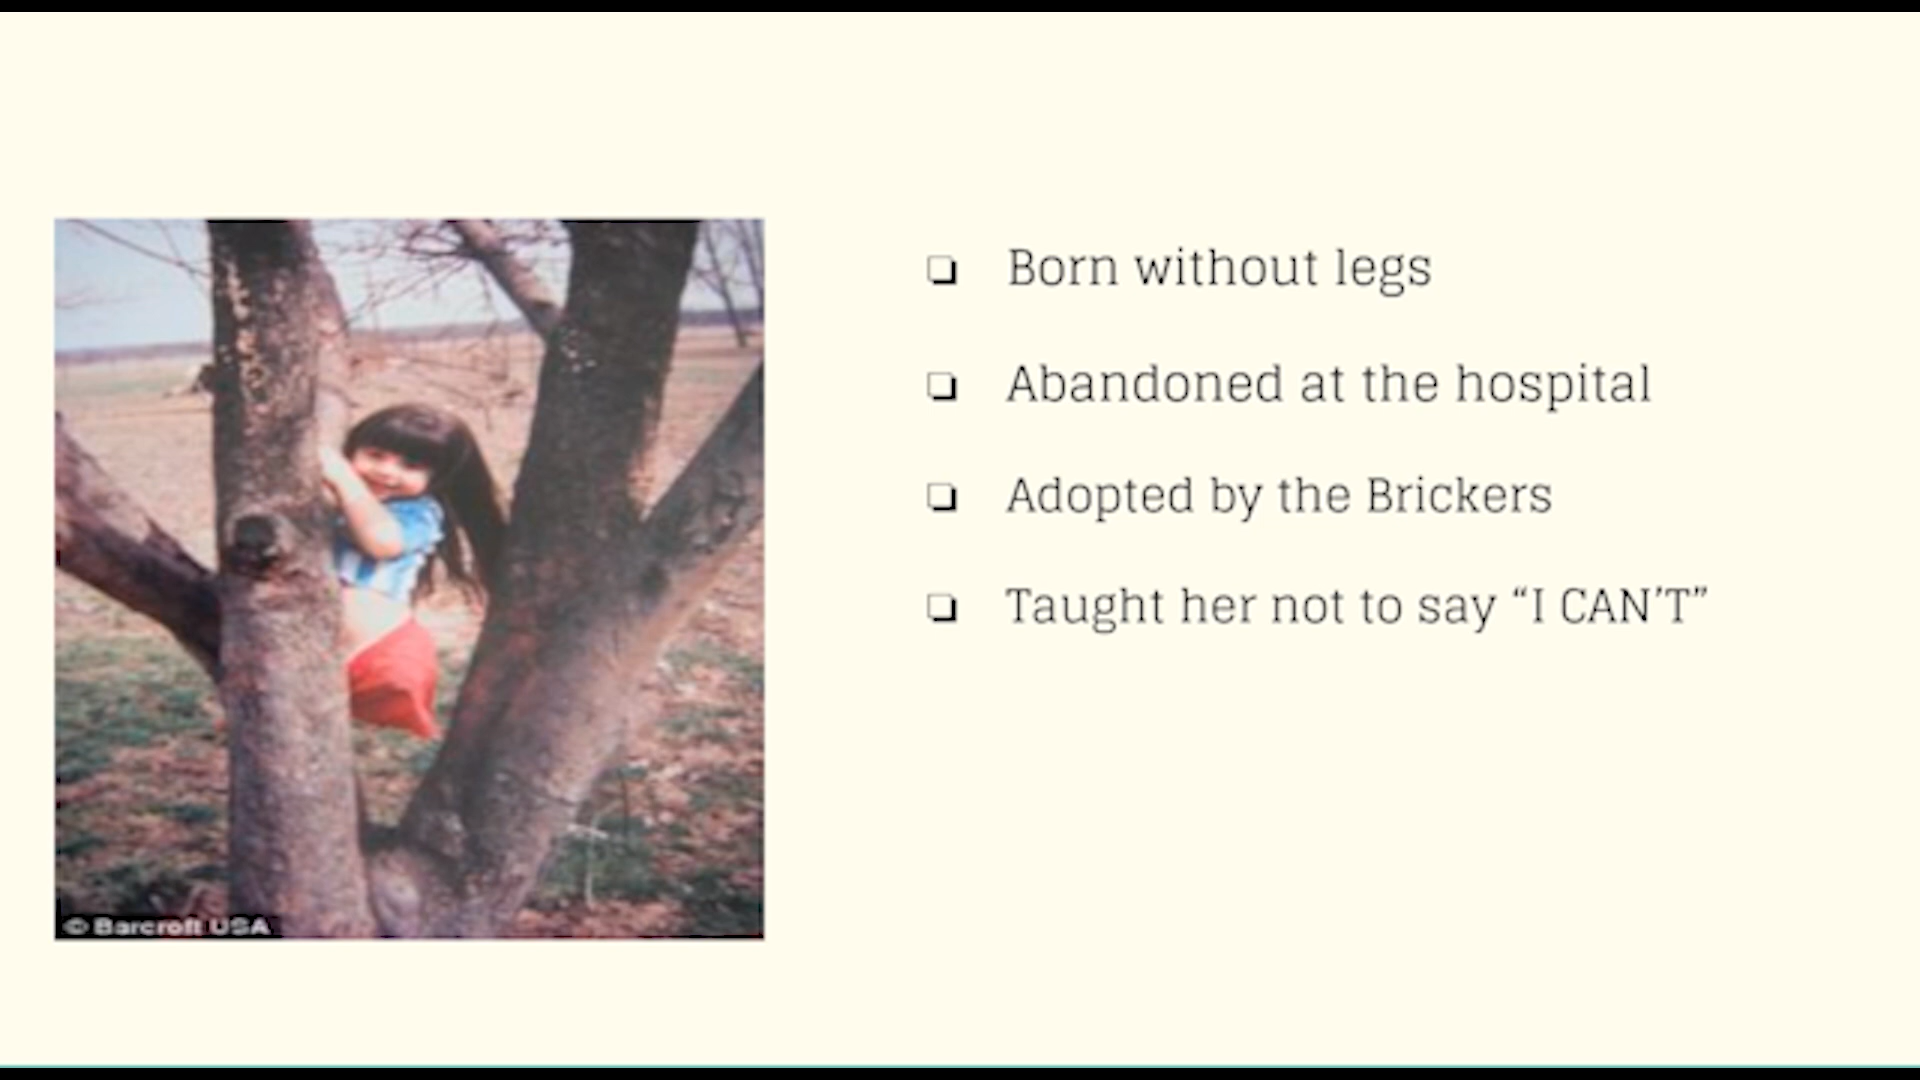 Born without legs
Abandoned at the hospital
Adopted by the Brickers
Taught her not to say “I CAN’T”
© Barcroft USA